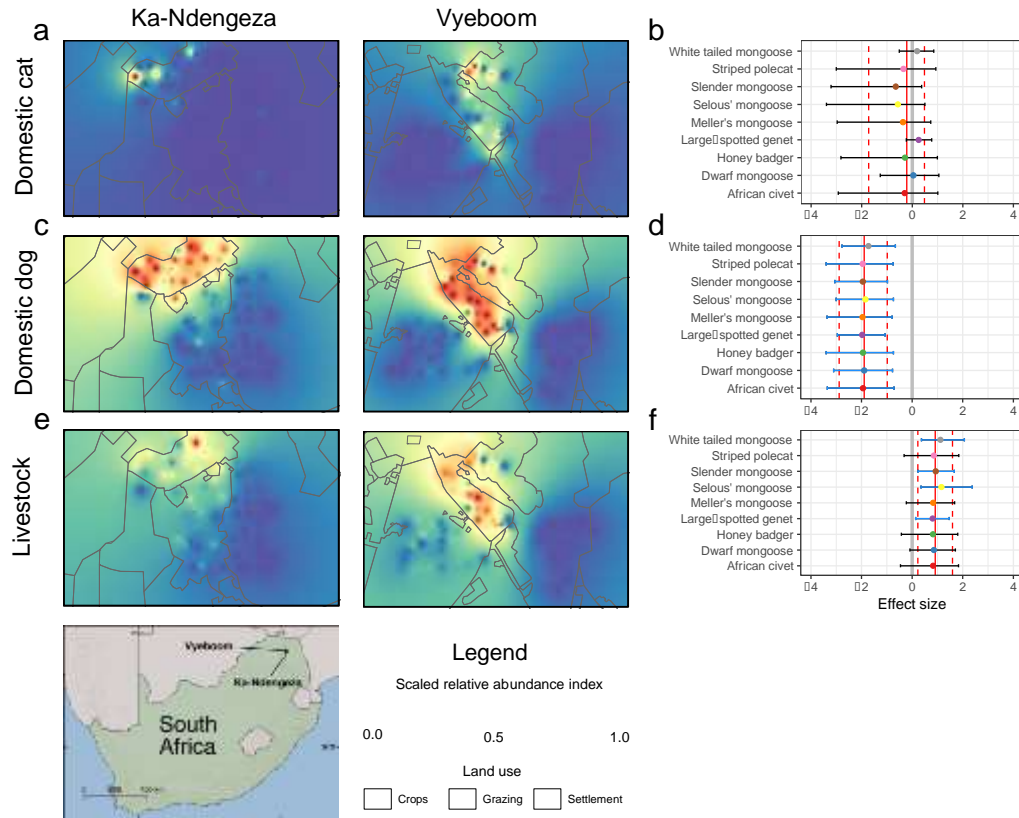 Ka-Ndengeza
Vyeboom
a
b
Domestic cat
White tailed mongoose
Striped polecat
Slender mongoose
Selous' mongoose
Meller's mongoose
Large▯spotted genet
Honey badger
Dwarf mongoose
African civet
▯4 ▯2 0 2 4
c
d
Domestic dog
White tailed mongoose
Striped polecat
Slender mongoose
Selous' mongoose
Meller's mongoose
Large▯spotted genet
Honey badger
Dwarf mongoose
African civet
▯4 ▯2 0 2 4
e
f
Livestock
White tailed mongoose
Striped polecat
Slender mongoose
Selous' mongoose
Meller's mongoose
Large▯spotted genet
Honey badger
Dwarf mongoose
African civet
▯4 ▯2 0 2 4
Effect size
Vyeboom
Ka-Ndengeza
South
Africa
0
Legend
Scaled relative abundance index
0.0 0.5 1.0
Land use
Crops Grazing Settlement